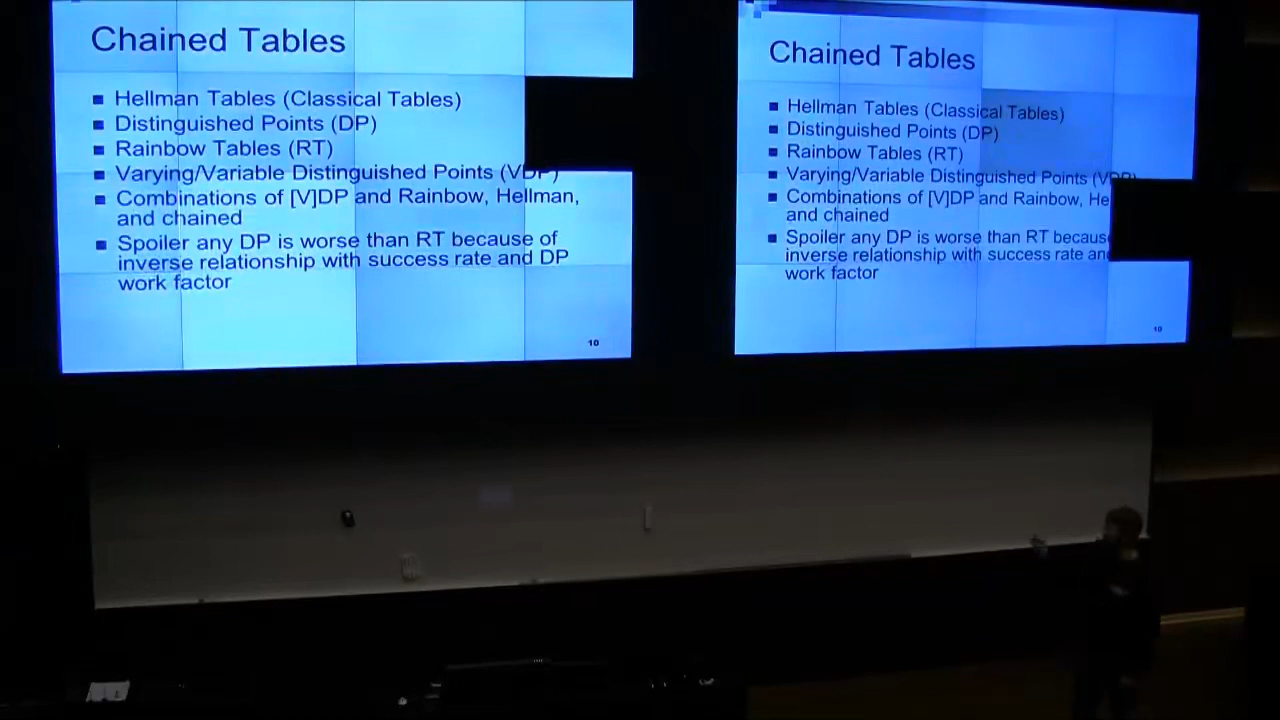 Chained Tables
Hellman Tables (Classical Tables)
Distinguished Points (DP)
Rainbow Tables (RT)
Varying/Variable Distinguished Points (VDP)
Combinations of [V]DP and Rainbow, Hellman,
and chained
Spoiler any DP is worse than RT because of
inverse relationship with success rate and DP
work factor
10
Chained Tables
Hellman Tables (Classical Tables)
Distinguished Points (DP)
Rainbow Tables (RT)
Varying/Variable Distinguished Points (VDP)
Combinations of [V]DP and Rainbow, He
and chained
Spoiler any DP is worse than RT becaus
inverse relationship with success rate an
work factor
10